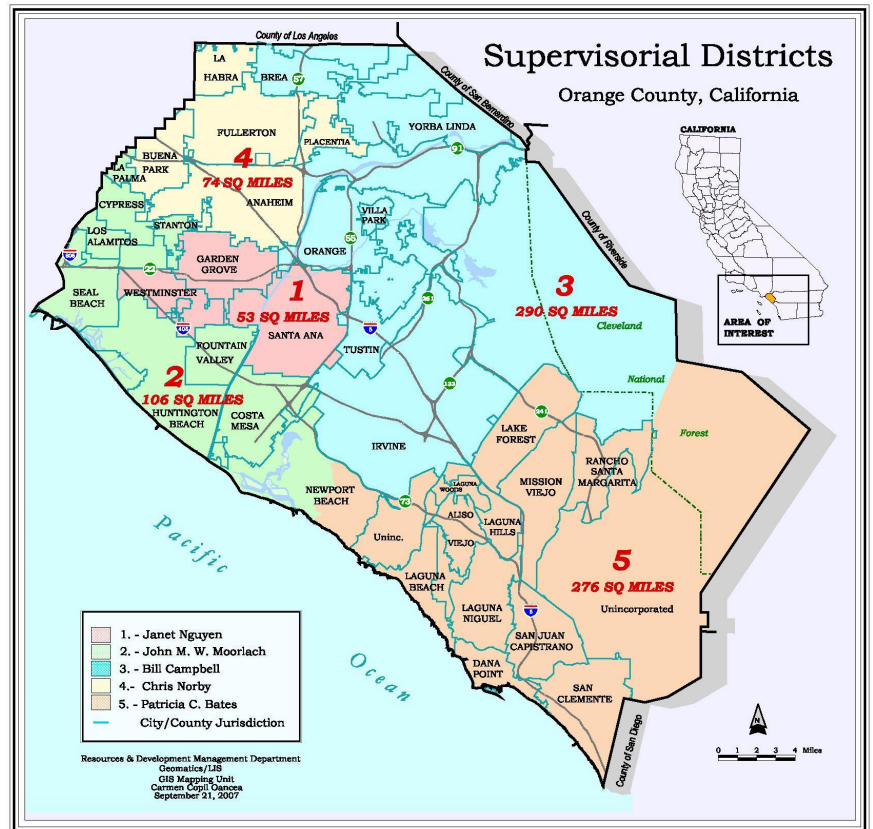 Supervisorial Districts
Orange County, California
County of Los Angeles
County of San Bernardino
County of Riverside
County of San Diego
CALIFORNIA
AREA OF
INTEREST
LA
HABRA
BREA
57
FULLERTON
PLACENTIA
YORBA LINDA
91
BUENA
PARK
LA
PALMA
4
74 SQ MILES
ANAHEIM
CYPRESS
STANTON
LOS
ALAMITOS
VILLA
PARK
ORANGE
55
GARDEN
GROVE
605
22
SEAL
BEACH
WESTMINSTER
1
53 SQ MILES
SANTA ANA
3
290 SQ MILES
Cleveland
National
Forest
261
405
5
TUSTIN
FOUNTAIN
VALLEY
2
106 SQ MILES
HUNTINGTON
BEACH
COSTA
MESA
133
241
IRVINE
LAKE
FOREST
RANCHO
SANTA
MARGARITA
MISSION
VIEJO
NEWPORT
BEACH
73
LAGUNA
WOODS
ALISO
VIEJO
LAGUNA
HILLS
Uninc.
LAGUNA
BEACH
5
276 SQ MILES
Unincorporated
LAGUNA
NIGUEL
5
SAN JUAN
CAPISTRANO
DANA
POINT
SAN
CLEMENTE
Pacific
Ocean
1. - Janet Nguyen
2. - John M. W. Moorlach
3. - Bill Campbell
4.- Chris Norby
5. - Patricia C. Bates
City/County Jurisdiction
Resources & Development Management Department
Geomatics/LIS
GIS Mapping Unit
Carmen Copil Oancea
September 21, 2007
N
0 1 2 3 4 Miles